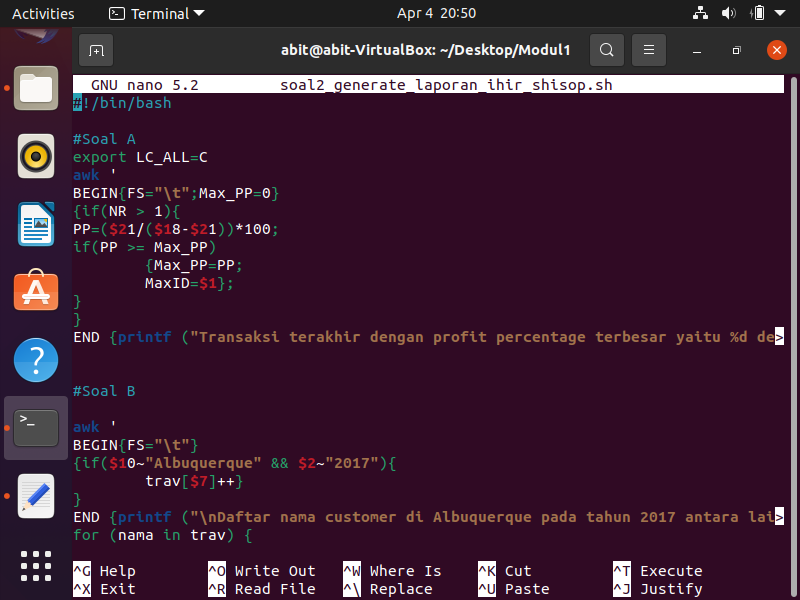 Activities Terminal Apr 4 20:50
abit@abit-VirtualBox: ~/Desktop/Modul1
GNU nano 5.2 soal2_generate_laporan_ihir_shisop.sh
#!/bin/bash
#Soal A
export LC_ALL=C
awk '
BEGIN{FS="\t";Max_PP=0}
{if(NR > 1){
PP=($21/($18-$21))*100;
if(PP >= Max_PP)
{Max_PP=PP;
MaxID=$1};
}
}
END {printf ("Transaksi terakhir dengan profit percentage terbesar yaitu %d de>
#Soal B
awk '
BEGIN{FS="\t"}
{if($10~"Albuquerque" && $2~"2017"){
trav[$7]++}
}
END {printf ("\nDaftar nama customer di Albuquerque pada tahun 2017 antara lai>
for (nama in trav) {
^G Help ^O Write Out ^W Where Is ^K Cut ^T Execute
^X Exit ^R Read File ^\ Replace ^U Paste ^J Justify